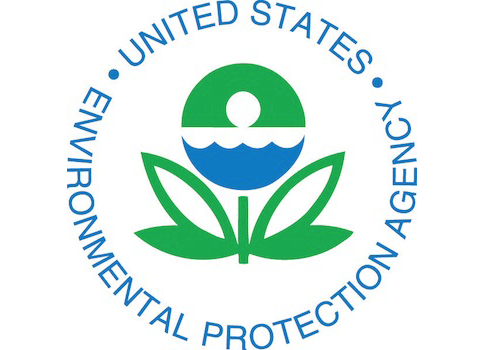 UNITED STATES
ENVIRONMENTAL PROTECTION AGENCY